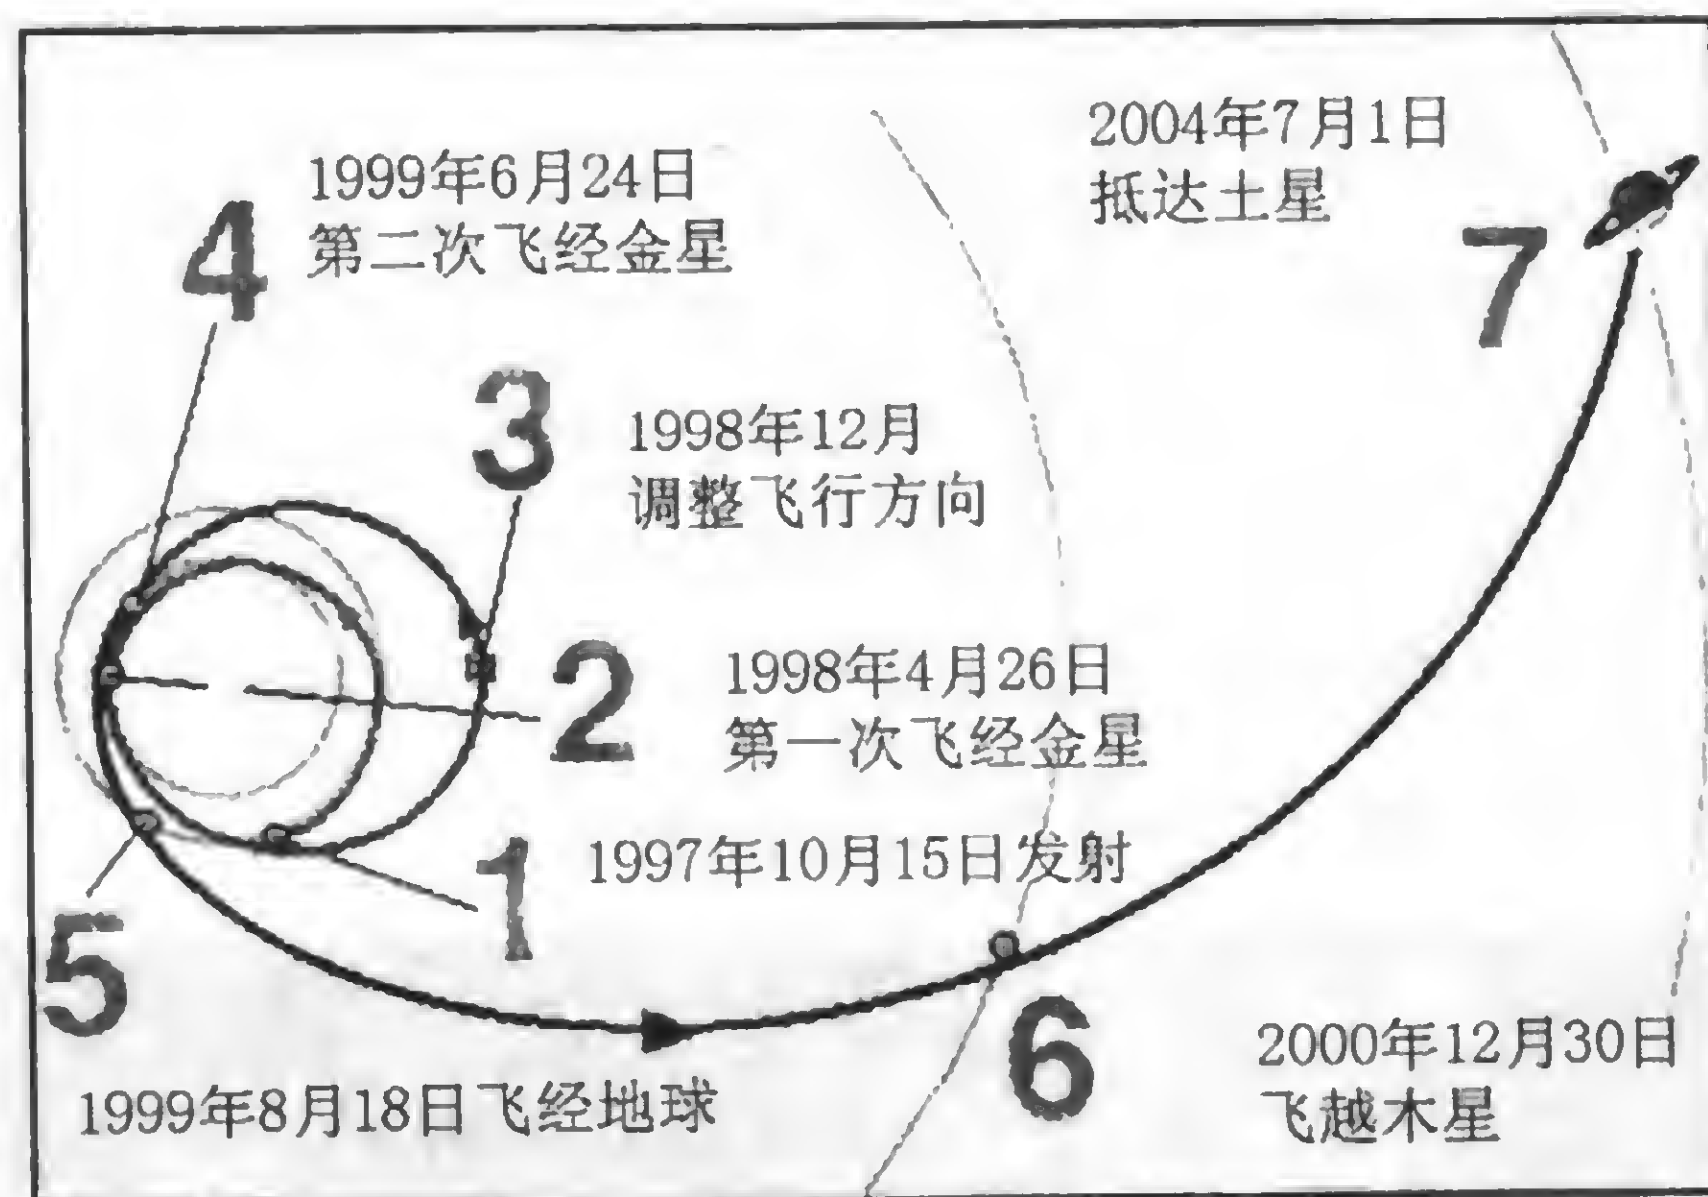 2004年7月1日
抵达土星
7
1999年6月24日
第二次飞经金星
4
3
1998年12月
调整飞行方向
2
1998年4月26日
第一次飞经金星
1
1997年10月15日发射
5
1999年8月18日飞经地球
6
2000年12月30日
飞越木星